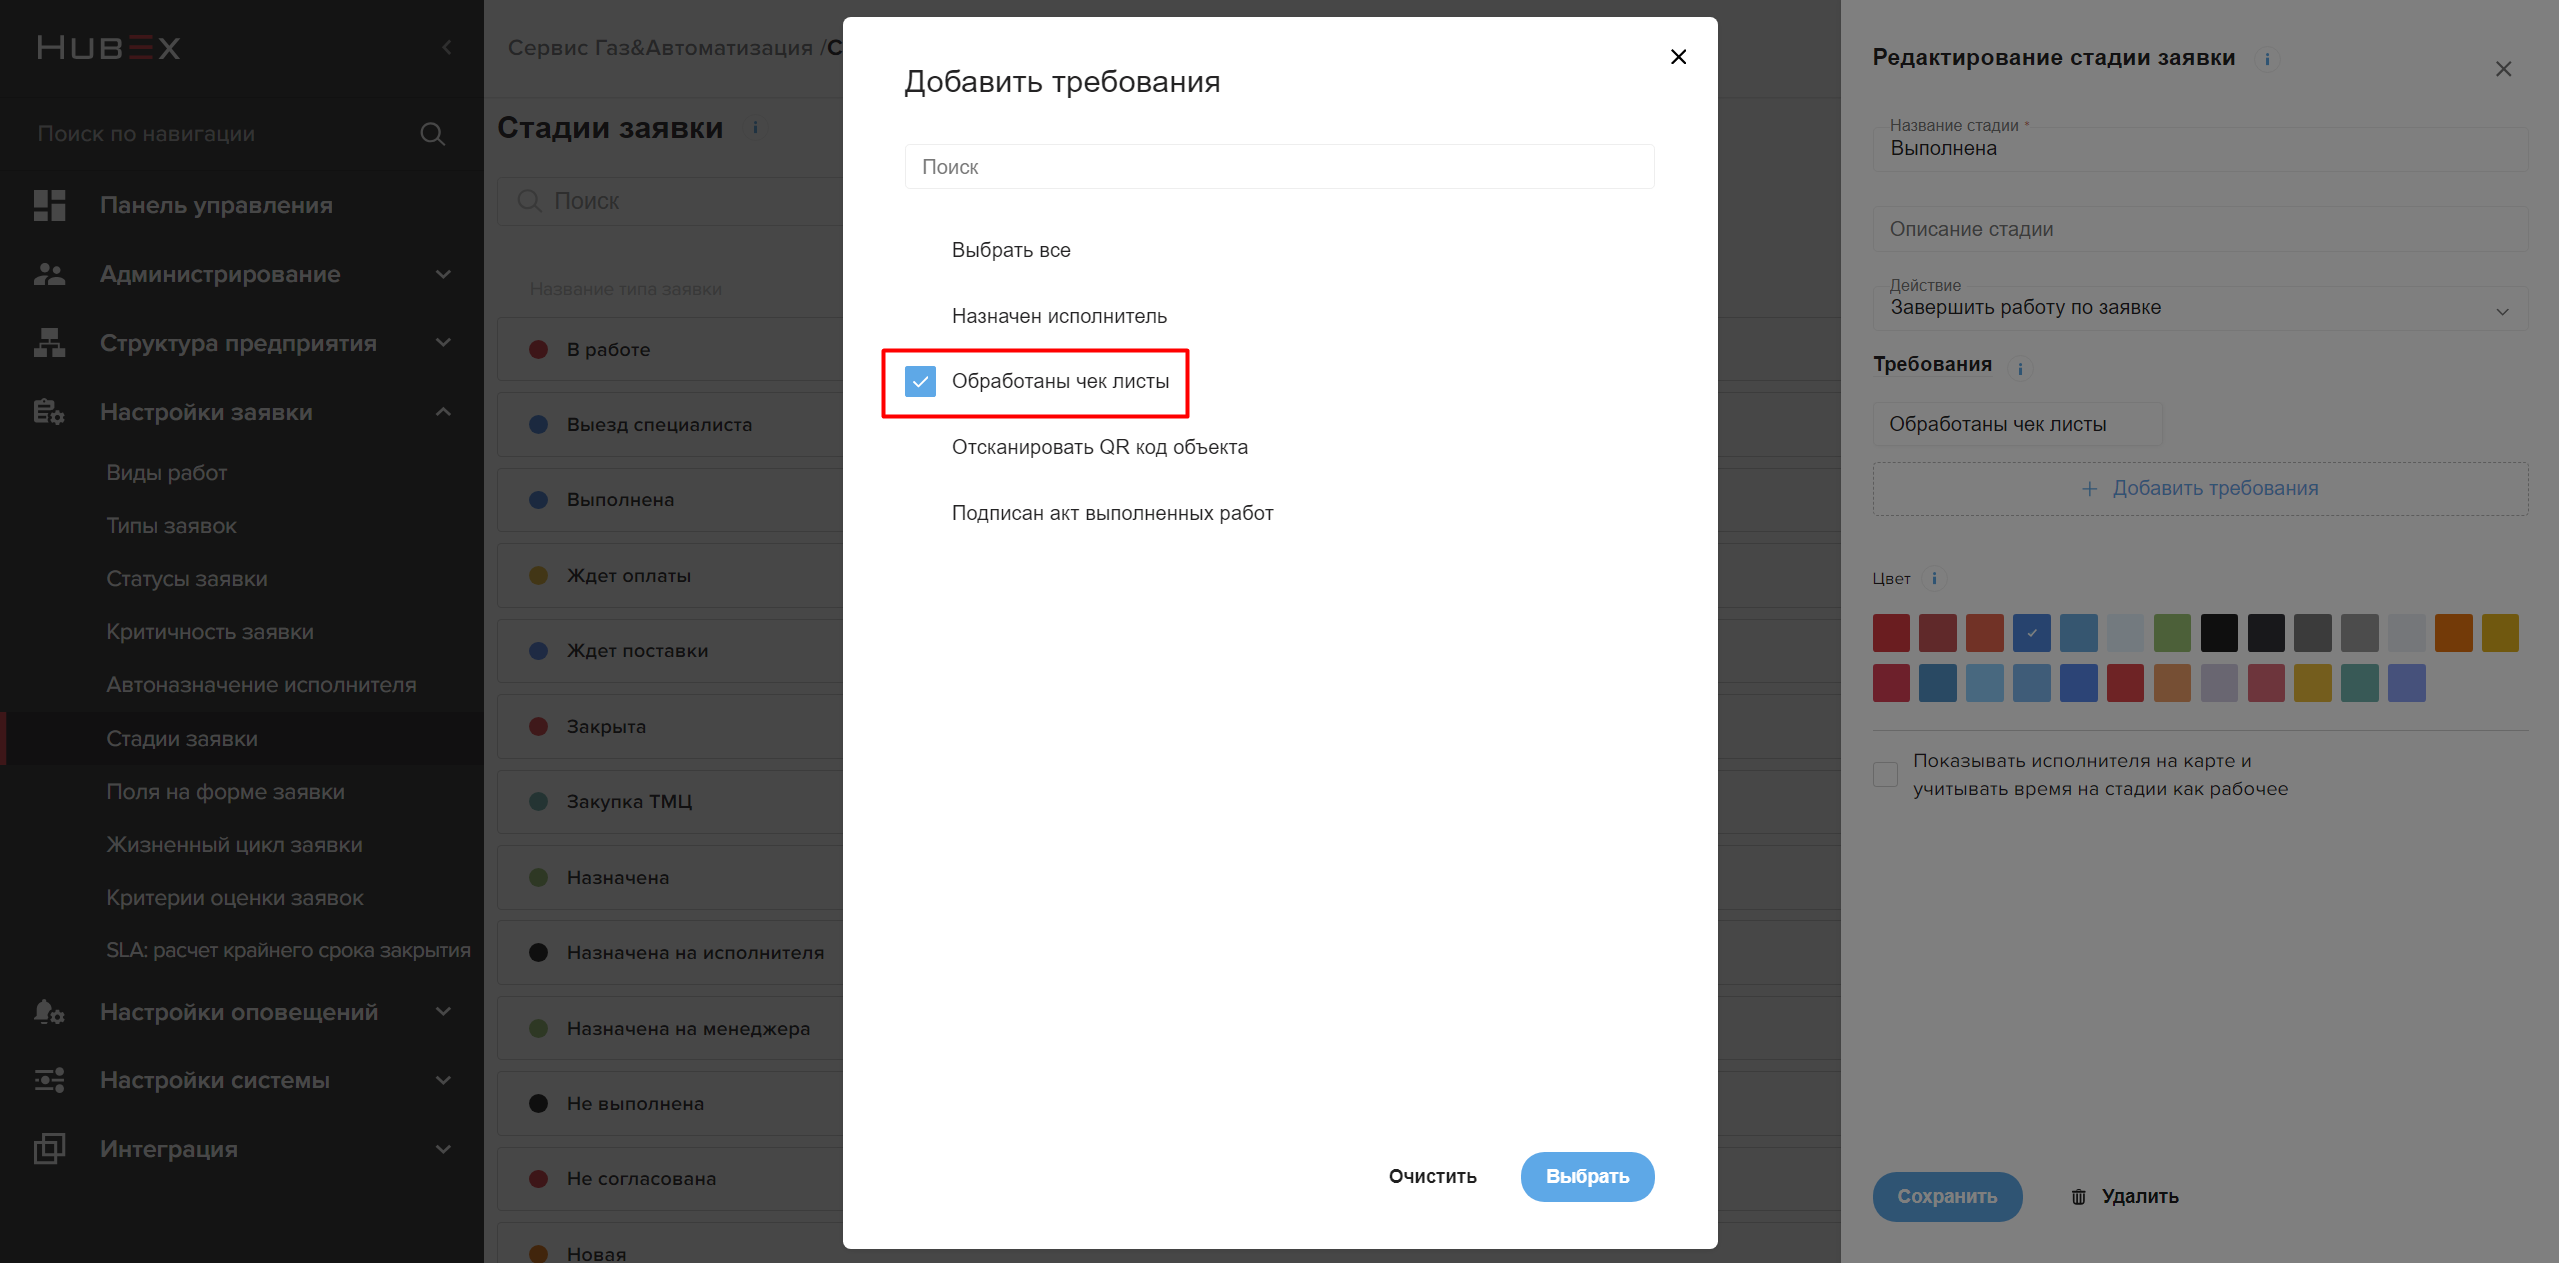 HUBEX
Поиск по навигации
Панель управления
Администрирование
Структура предприятия
Настройки заявки
Виды работ
Типы заявок
Статусы заявки
Критичность заявки
Автоназначение исполнителя
Стадии заявки
Поля на форме заявки
Жизненный цикл заявки
Критерии оценки заявок
SLA: расчет крайнего срока закрытия
Настройки оповещений
Настройки системы
Интеграция
Сервис Газ&Автоматизация /С
Стадии заявки
Поиск
Название типа заявки
В работе
Выезд специалиста
Выполнена
Ждет оплаты
Ждет поставки
Закрыта
Закупка ТМЦ
Назначена
Назначена на исполнителя
Назначена на менеджера
Не выполнена
Не согласована
Новая
Добавить требования
Поиск
Выбрать все
Назначен исполнитель
Обработаны чек листы
Отсканировать QR код объекта
Подписан акт выполненных работ
Очистить
Выбрать
Редактирование стадии заявки
Название стадии *
Выполнена
Описание стадии
Действие
Завершить работу по заявке
Требования
Обработаны чек листы
+ Добавить требования
Цвет
Показывать исполнителя на карте и
учитывать время на стадии как рабочее
Сохранить
Удалить